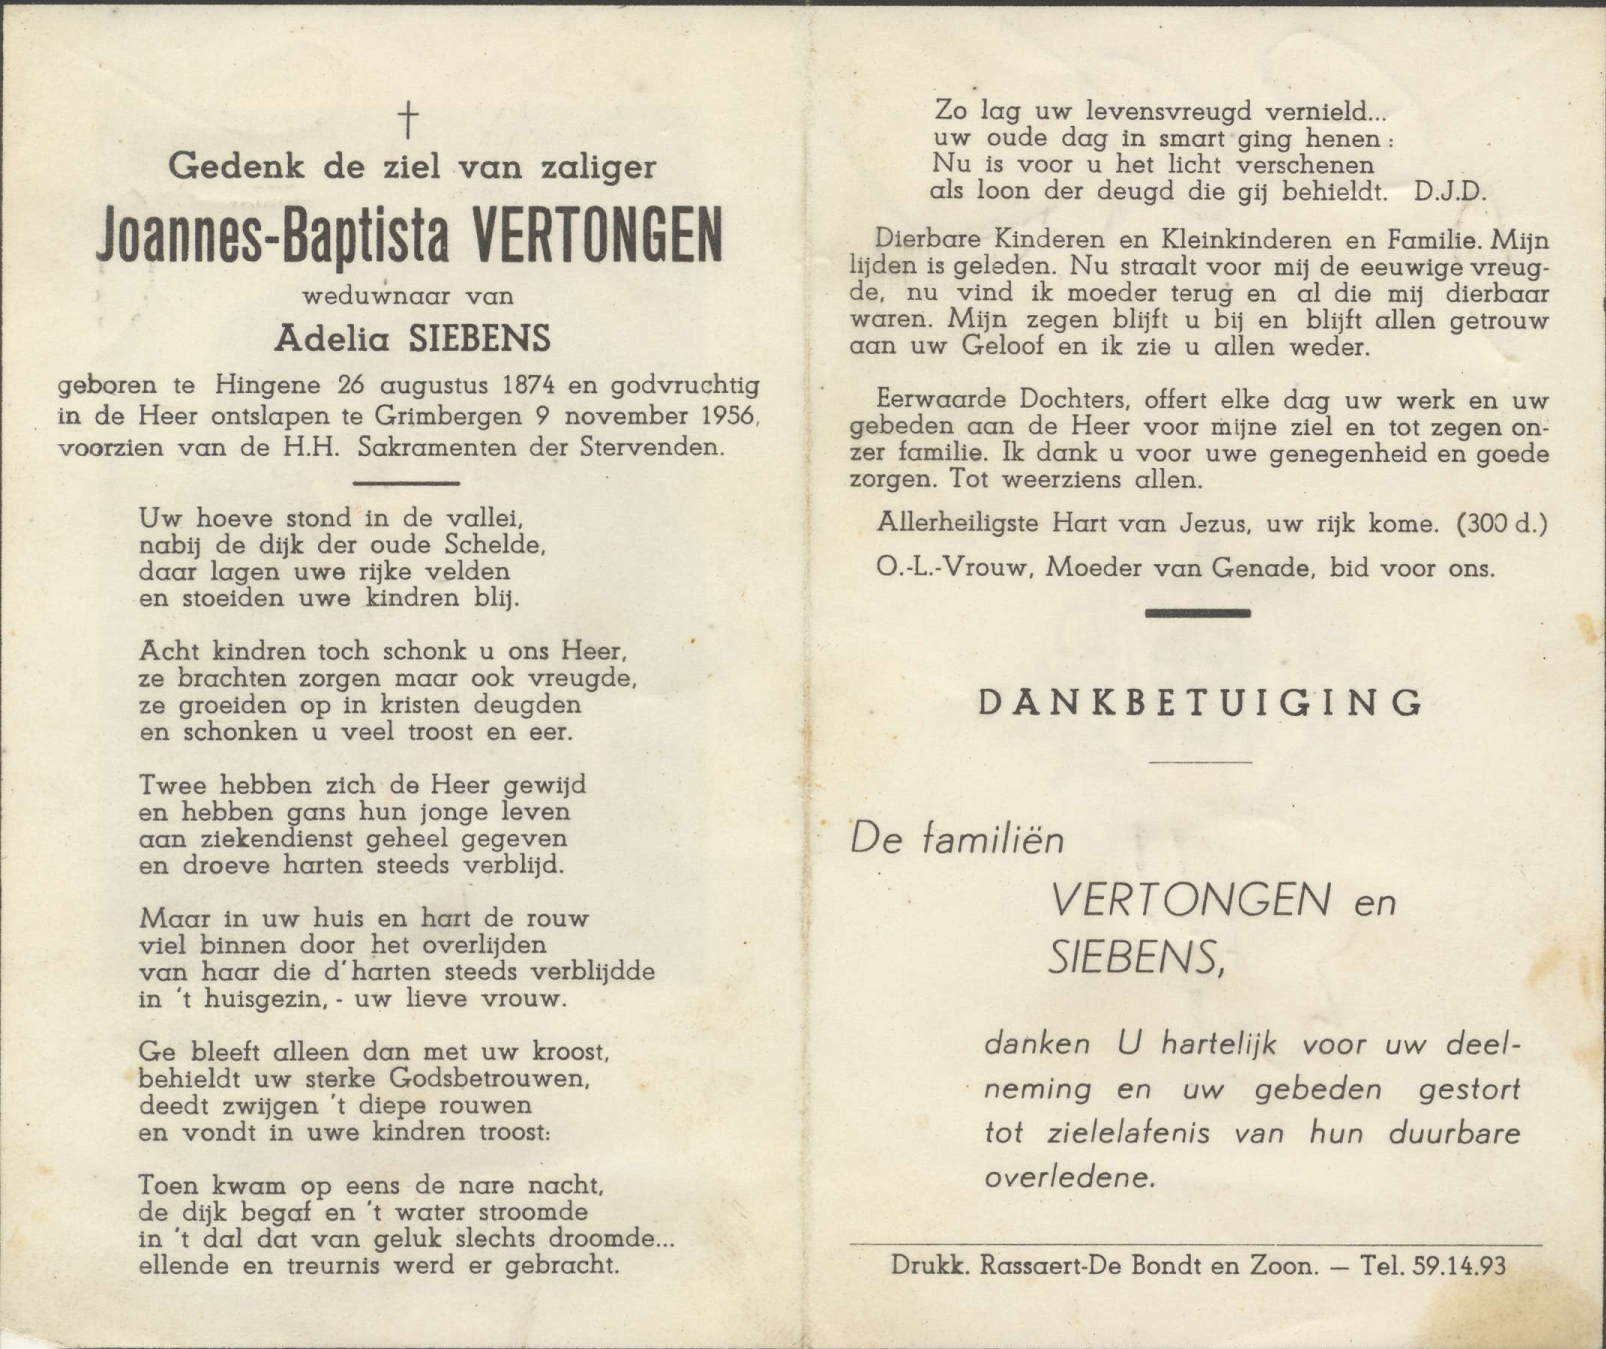 Gedenk de ziel van zaliger
Joannes-Baptista VERTONGEN
weduwnaar van
Adelia SIEBENS
geboren te Hingene 26 augustus 1874 en godvruchtig
in de Heer ontslapen te Grimbergen 9 november 1956,
voorzien van de H.H. Sakramenten der Stervenden.
Uw hoeve stond in de vallei,
nabij de dijk der oude Schelde,
daar lagen uwe rijke velden
en stoeiden uwe kindren blij.
Acht kindren toch schonk u ons Heer,
ze brachten zorgen maar ook vreugde,
ze groeiden op in kristen deugden
en schonken u veel troost en eer.
Twee hebben zich de Heer gewijd
en hebben gans hun jonge leven
aan ziekendienst geheel gegeven
en droeve harten steeds verblijd.
Maar in uw huis en hart de rouw
viel binnen door het overlijden
van haar die d'harten steeds verblijdde
in 't huisgezin, - uw lieve vrouw.
Ge bleeft alleen dan met uw kroost,
behieldt uw sterke Godsbetrouwen,
deedt zwijgen 't diepe rouwen
en vondt in uwe kindren troost:
Toen kwam op eens de nare nacht,
de dijk begaf en 't water stroomde
in 't dal dat van geluk slechts droomde...
ellende en treurnis werd er gebracht.
Zo lag uw levensvreugd vernield...
uw oude dag in smart ging henen :
Nu is voor u het licht verschenen
als loon der deugd die gij behieldt. D.J.D.
Dierbare Kinderen en Kleinkinderen en Familie. Mijn
lijden is geleden. Nu straalt voor mij de eeuwige vreug-
de, nu vind ik moeder terug en al die mij dierbaar
waren. Mijn zegen blijft u bij en blijft allen getrouw
aan uw Geloof en ik zie u allen weder.
Eerwaarde Dochters, offert elke dag uw werk en uw
gebeden aan de Heer voor mijne ziel en tot zegen on-
zer familie. Ik dank u voor uwe genegenheid en goede
zorgen. Tot weerziens allen.
Allerheiligste Hart van Jezus, uw rijk kome. (300 d.)
O.-L.-Vrouw, Moeder van Genade, bid voor ons.
DANKBETUIGING
De familiën
VERTONGEN en
SIEBENS,
danken U hartelijk voor uw deel-
neming en uw gebeden gestort
tot zielelafenis van hun duurbare
overledene.
Drukk. Rassaert-De Bondt en Zoon. — Tel. 59.14.93